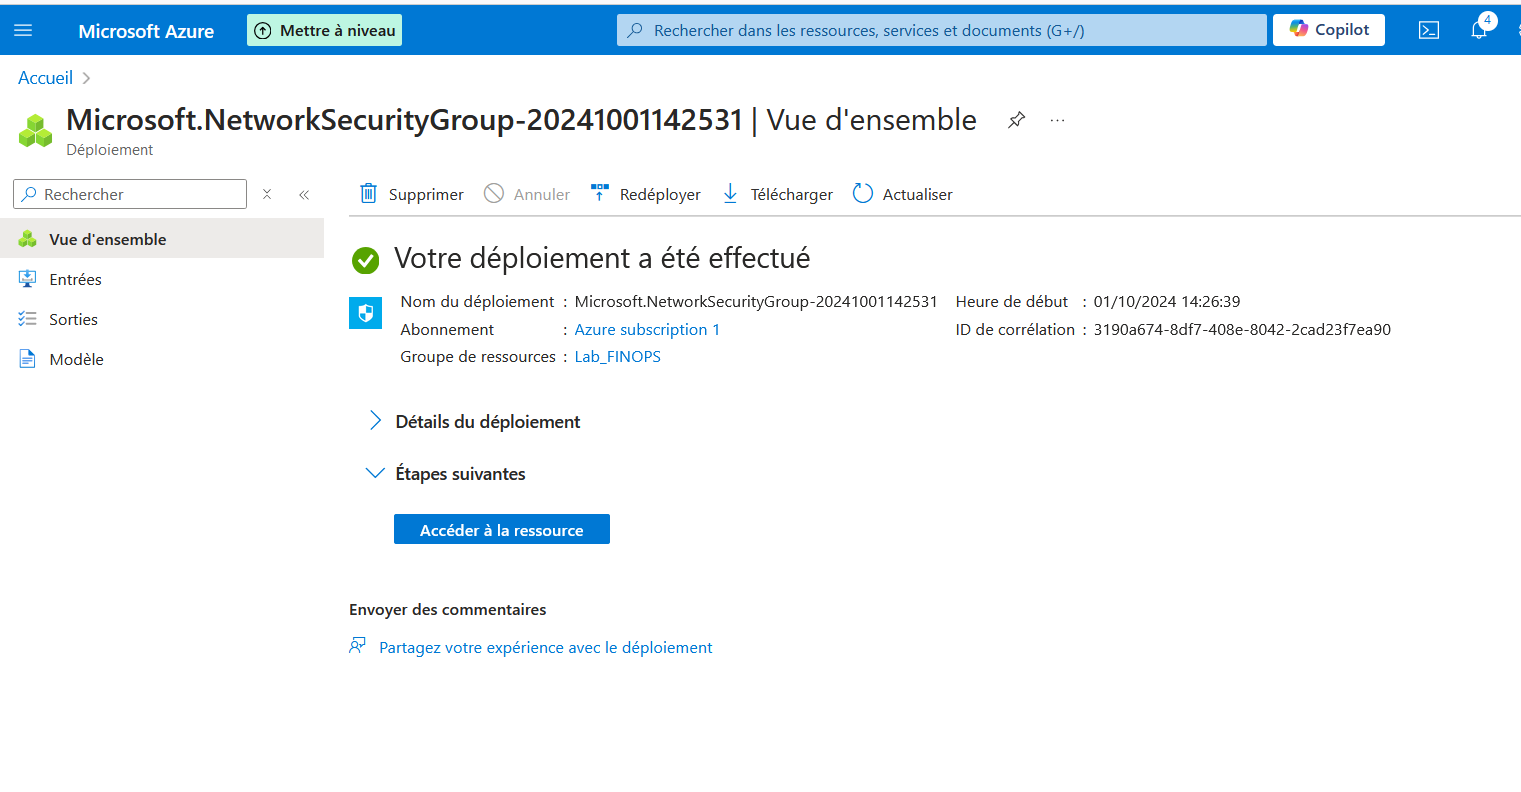 Microsoft Azure
Mettre à niveau
Rechercher dans les ressources, services et documents (G+/)
Copilot
4
Accueil
Microsoft.NetworkSecurityGroup-20241001142531 | Vue d'ensemble
Déploiement
Rechercher
Supprimer
Annuler
Redéployer
Télécharger
Actualiser
Vue d'ensemble
Entrées
Sorties
Modèle
Votre déploiement a été effectué
Nom du déploiement : Microsoft.NetworkSecurityGroup-20241001142531
Abonnement : Azure subscription 1
Groupe de ressources : Lab_FINOPS
Heure de début : 01/10/2024 14:26:39
ID de corrélation : 3190a674-8df7-408e-8042-2cad23f7ea90
Détails du déploiement
Étapes suivantes
Accéder à la ressource
Envoyer des commentaires
Partagez votre expérience avec le déploiement